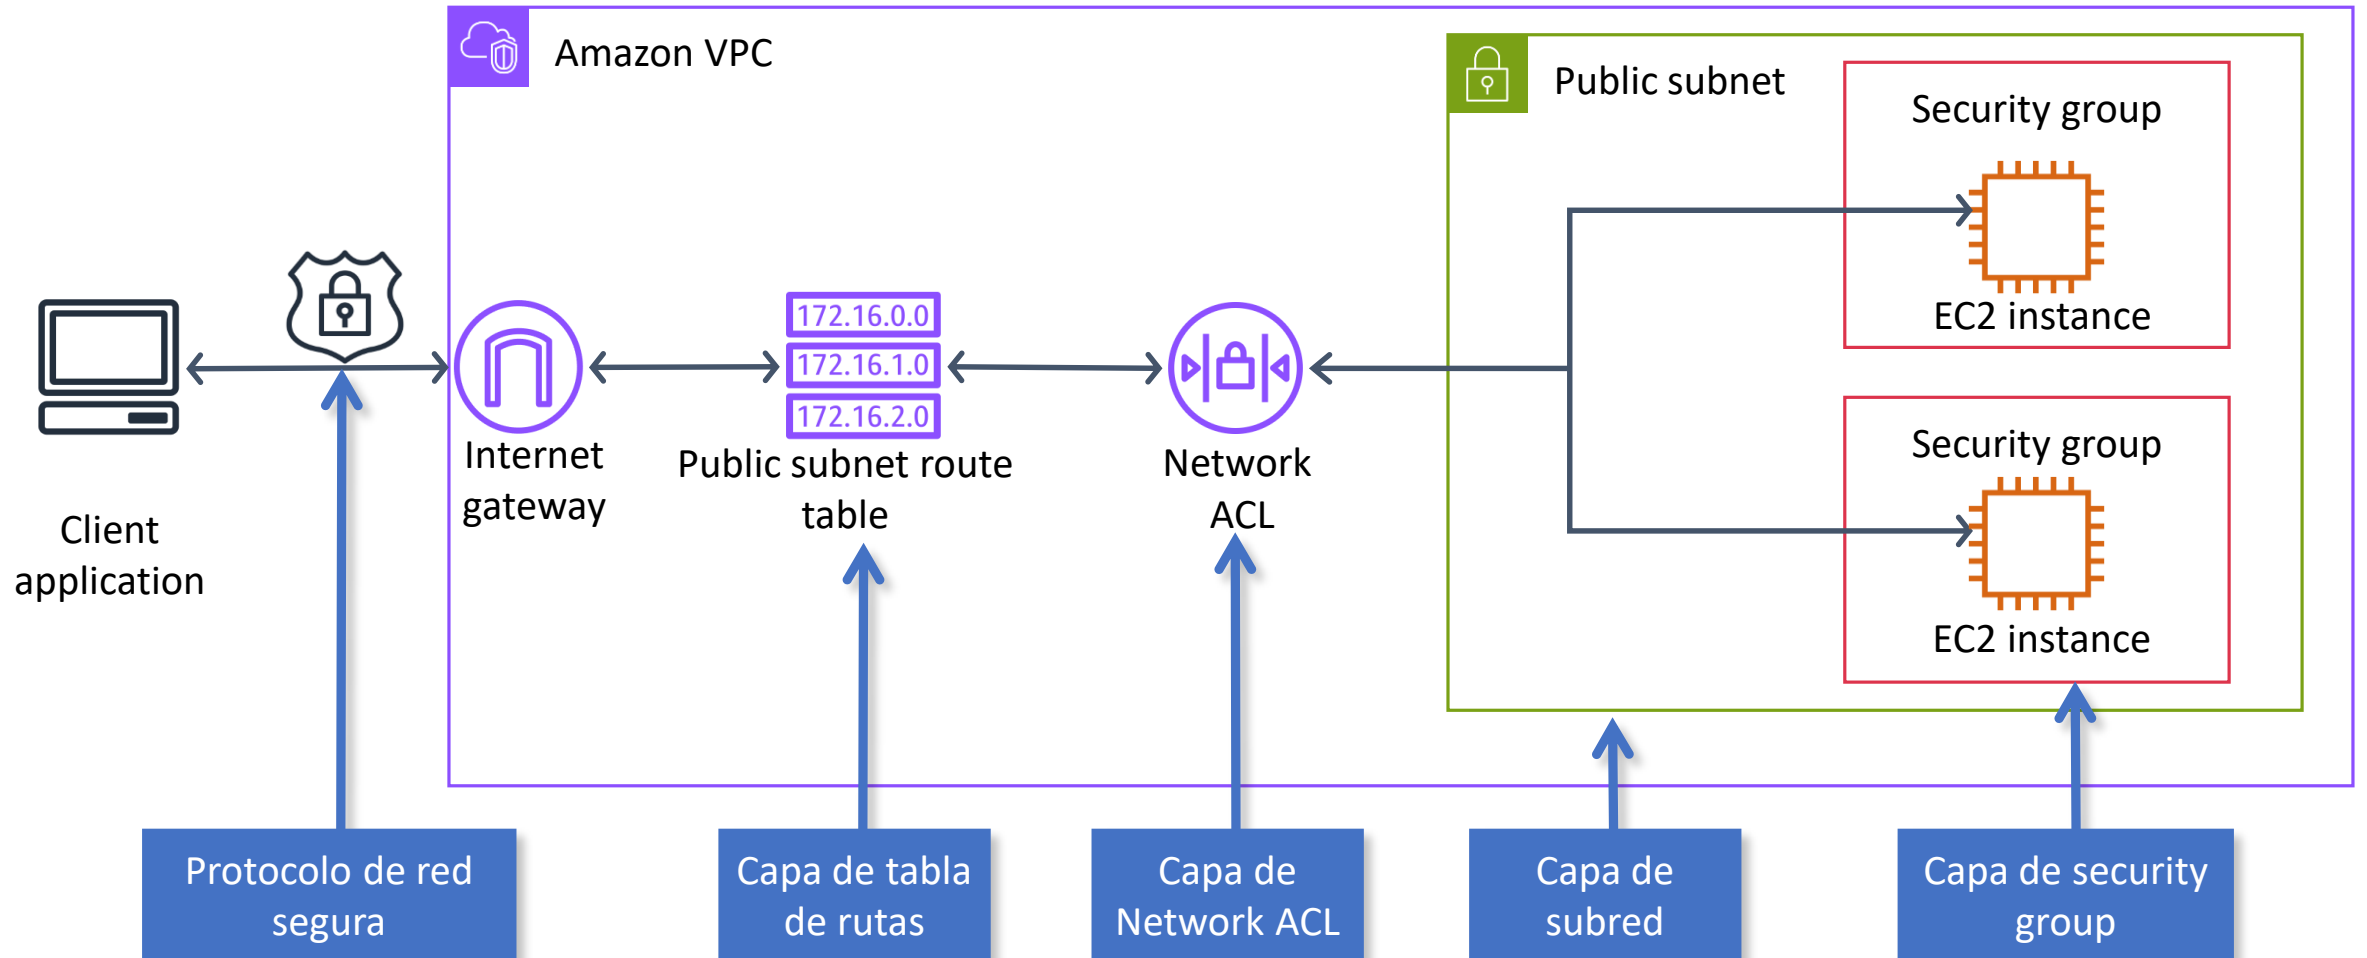 Amazon VPC
Public subnet
Security group
EC2 instance
172.16.0.0
172.16.1.0
172.16.2.0
Client
application
Internet
gateway
Public subnet route
table
Network
ACL
Security group
EC2 instance
Protocolo de red
segura
Capa de tabla
de rutas
Capa de
Network ACL
Capa de
subred
Capa de security
group